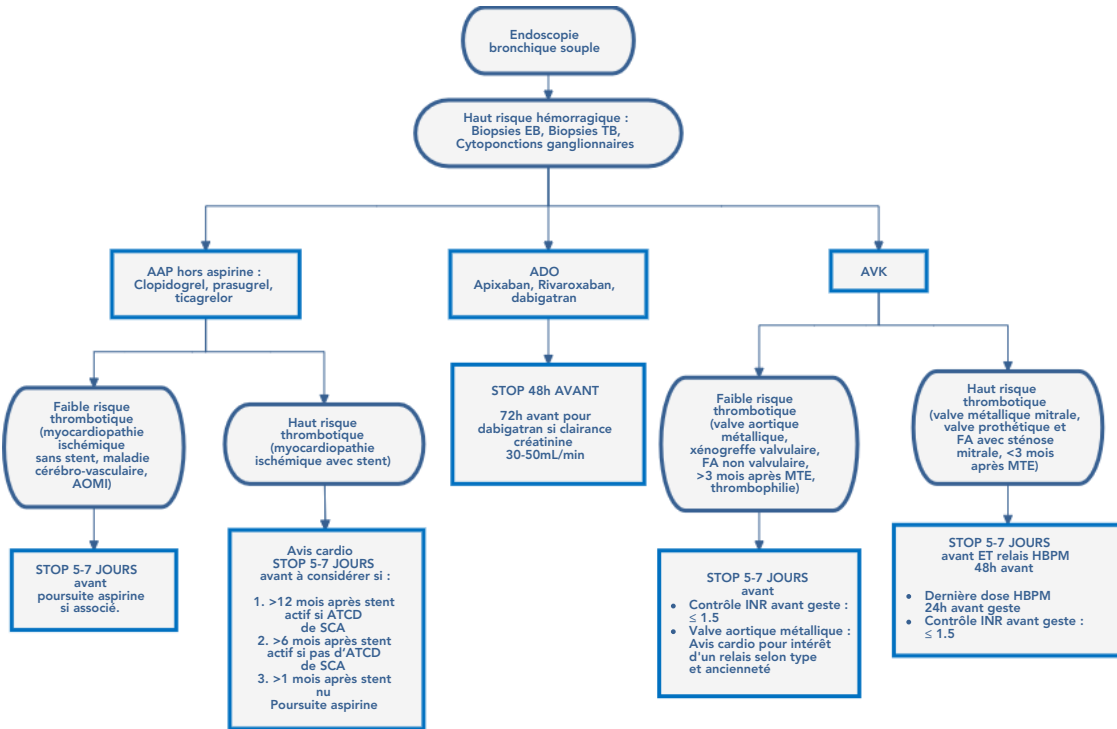 Endoscopie
bronchique souple
Haut risque hémorragique :
Biopsies EB, Biopsies TB,
Cytoponctions ganglionnaires
AAP hors aspirine :
Clopidogrel, prasugrel,
ticagrelor
ADO
Apixaban, Rivaroxaban,
dabigatran
AVK
Faible risque
thrombotique
(myocardiopathie
ischémique
sans stent, maladie
cérébro-vasculaire,
AOMI)
Haut risque
thrombotique
(myocardiopathie
ischémique avec stent)
STOP 48h AVANT
72h avant pour
dabigatran si clairance
créatinine
30-50mL/min
Faible risque
thrombotique
(valve aortique
métallique,
xénogreffe valvulaire,
FA non valvulaire,
>3 mois après MTE,
thrombophilie)
Haut risque
thrombotique
(valve métallique mitrale,
valve prothétique et
FA avec sténose
mitrale, <3 mois
après MTE)
STOP 5-7 JOURS
avant
poursuite aspirine
si associé.
Avis cardio
STOP 5-7 JOURS
avant à considérer si :
1. >12 mois après stent
actif si ATCD
de SCA
2. >6 mois après stent
actif si pas d'ATCD
de SCA
3. >1 mois après stent
nu
Poursuite aspirine
STOP 5-7 JOURS
avant
• Contrôle INR avant geste :
≤ 1.5
• Valve aortique métallique :
Avis cardio pour intérêt
d'un relais selon type
et ancienneté
STOP 5-7 JOURS
avant ET relais HBPM
48h avant
• Dernière dose HBPM
24h avant geste
• Contrôle INR avant geste :
≤ 1.5